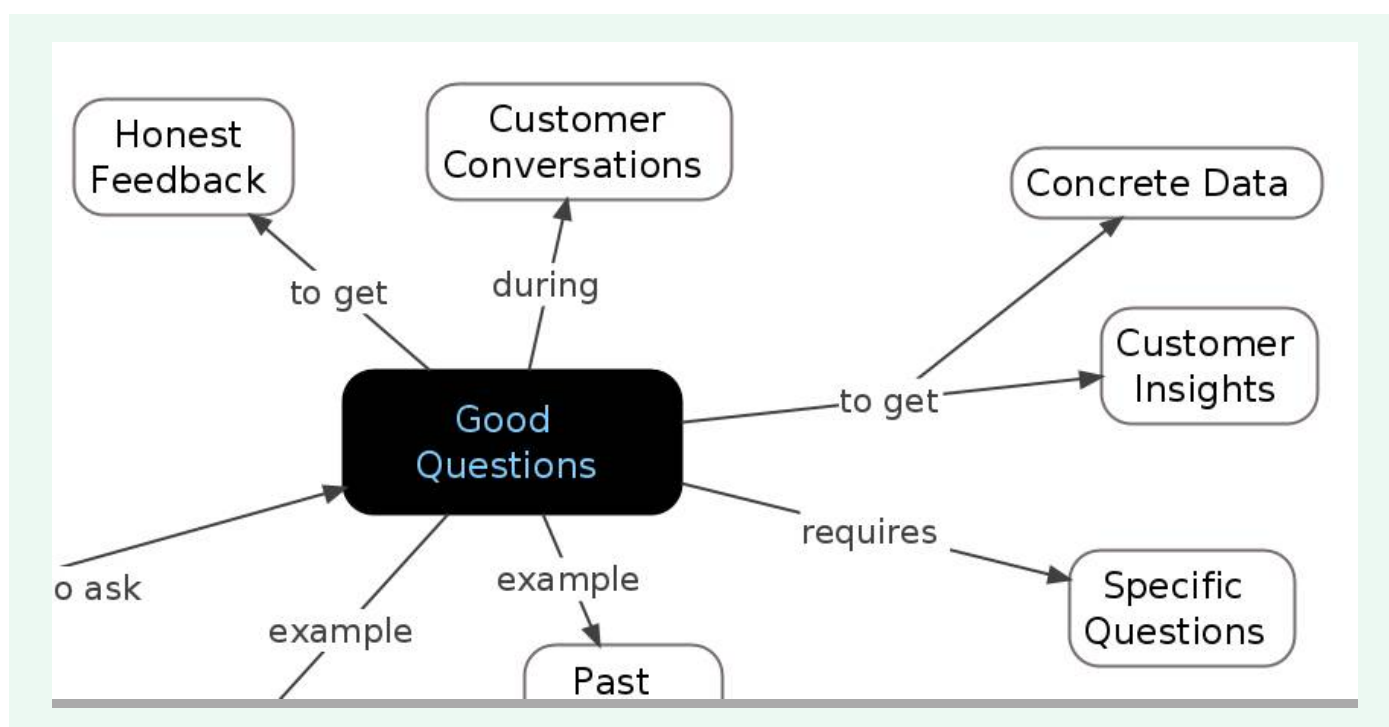 Honest
Feedback
Customer
Conversations
Concrete Data
to get
during
Customer
Insights
to get
Good
Questions
requires
o ask
example
example
Specific
Questions
Past